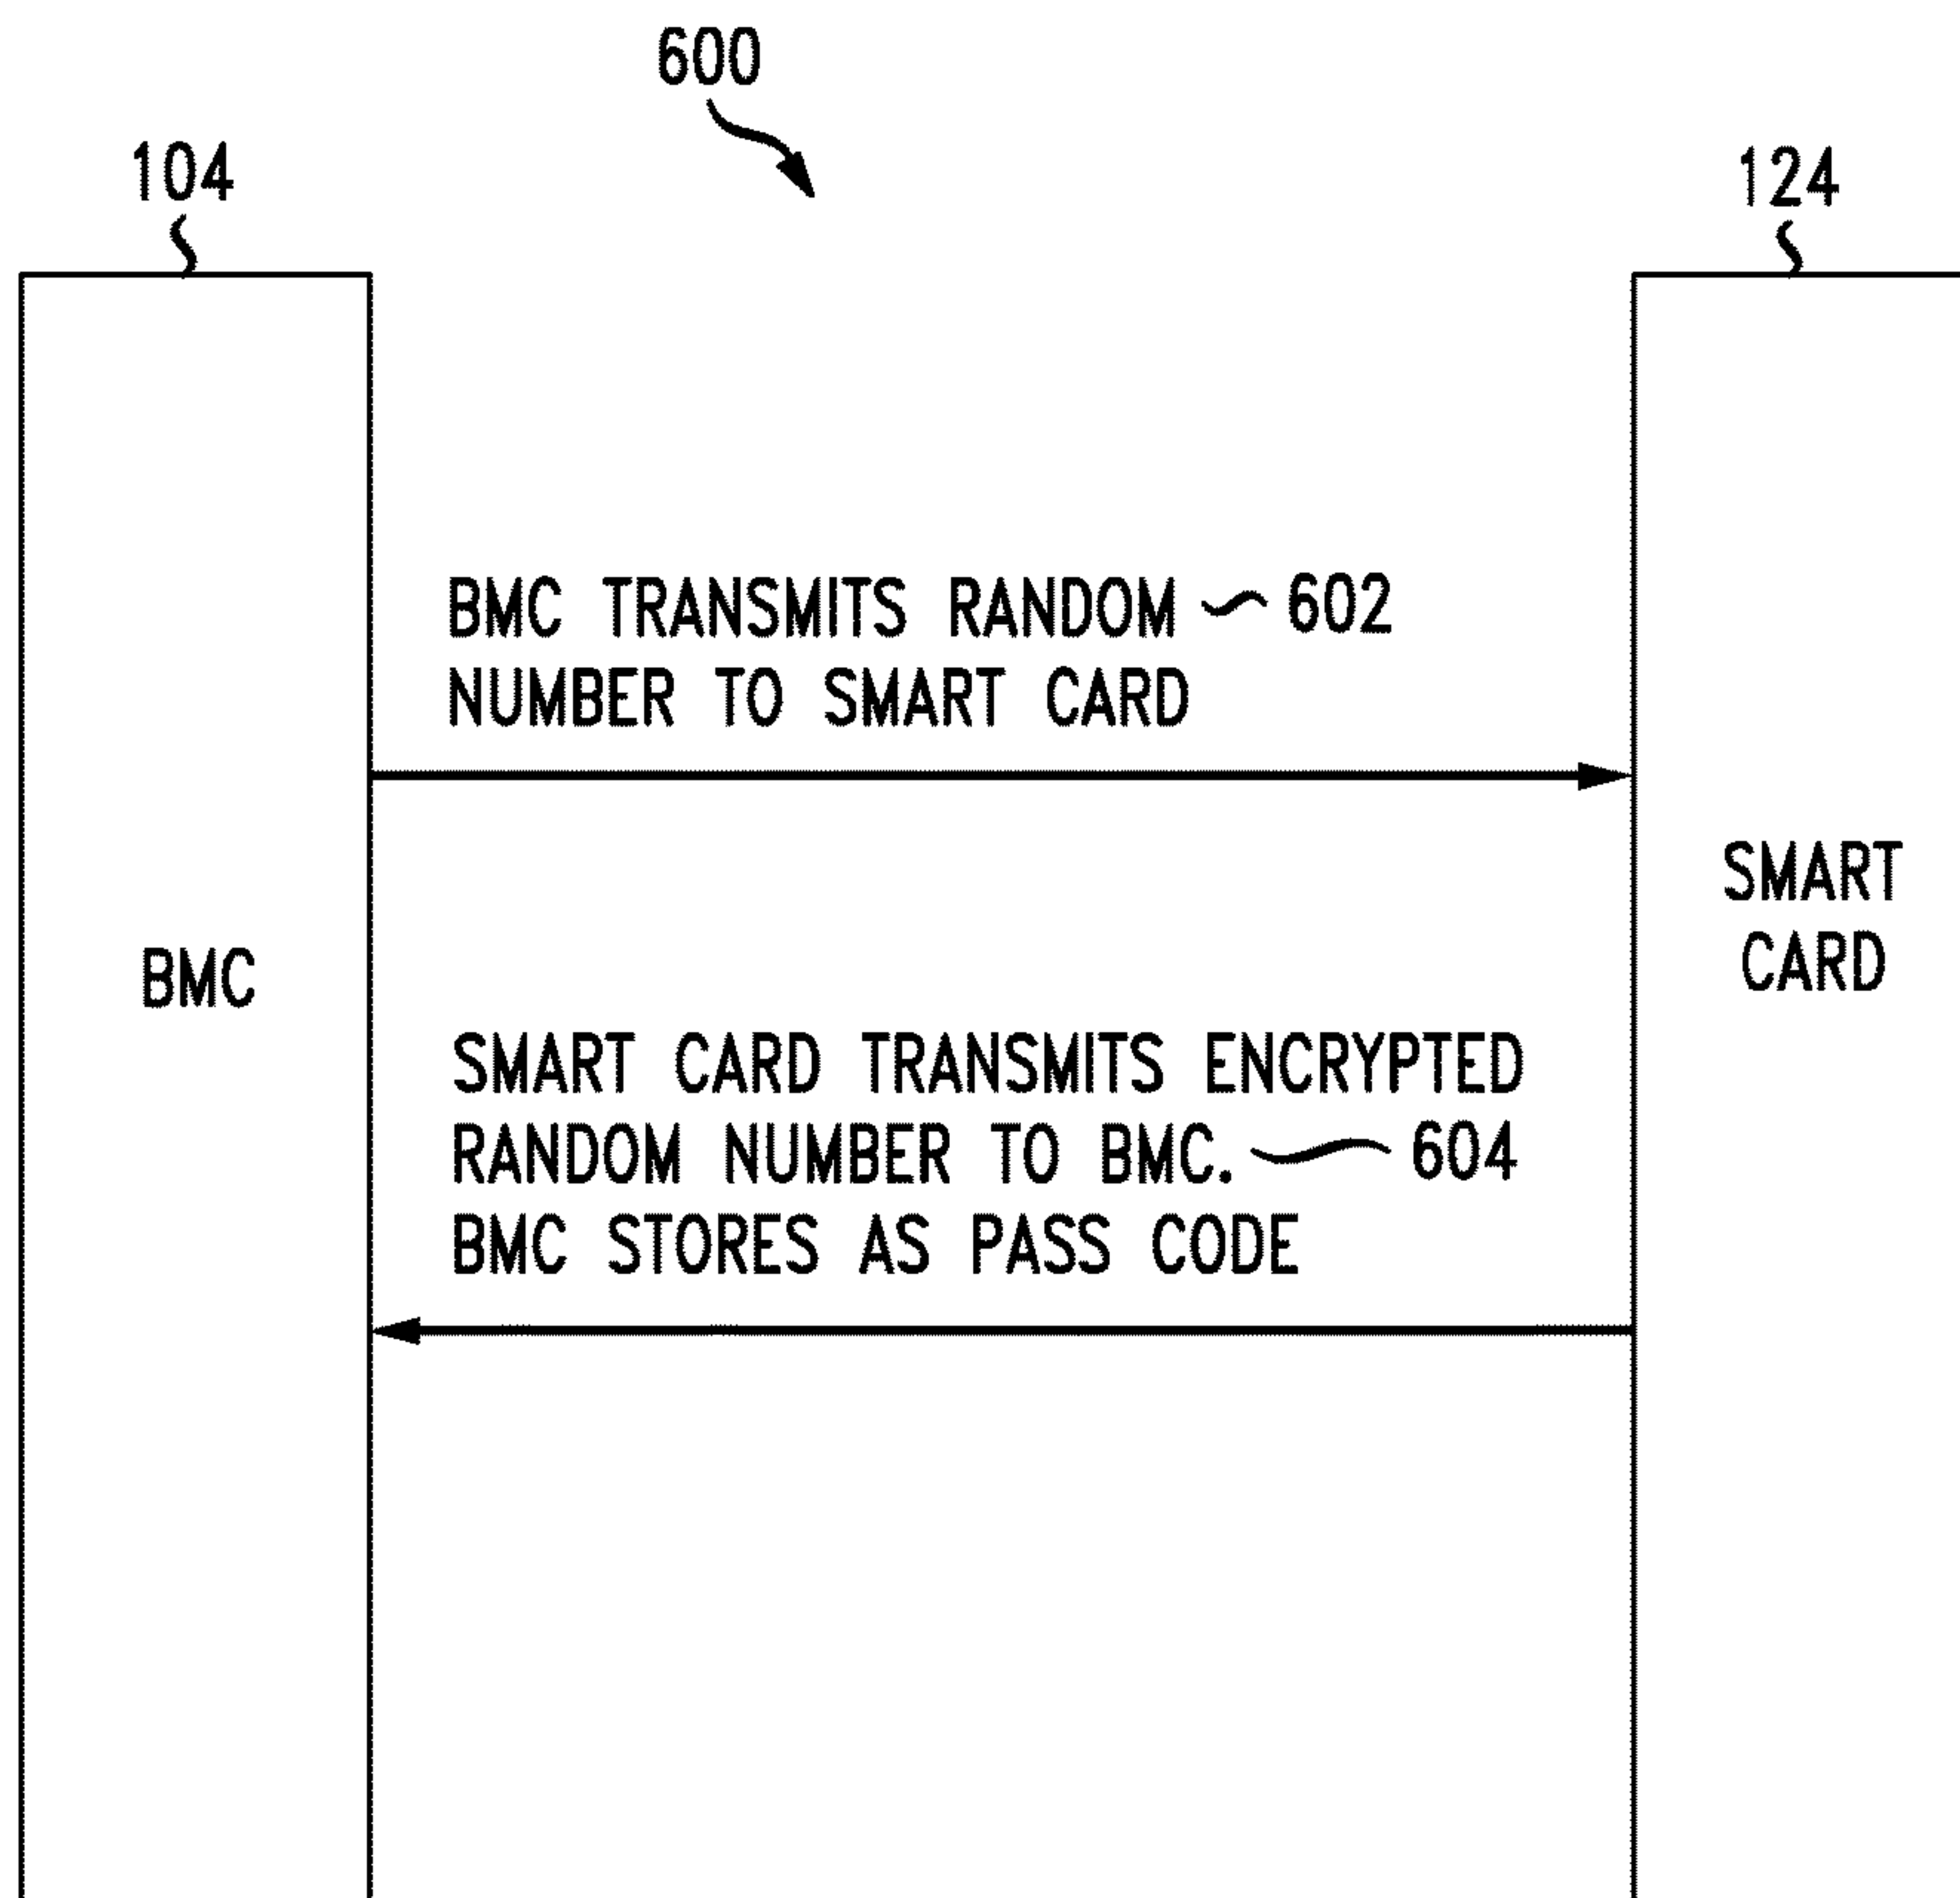 600
104
124
BMC TRANSMITS RANDOM 602
NUMBER TO SMART CARD
SMART
CARD
BMC
SMART CARD TRANSMITS ENCRYPTED
RANDOM NUMBER TO BMC. 604
BMC STORES AS PASS CODE